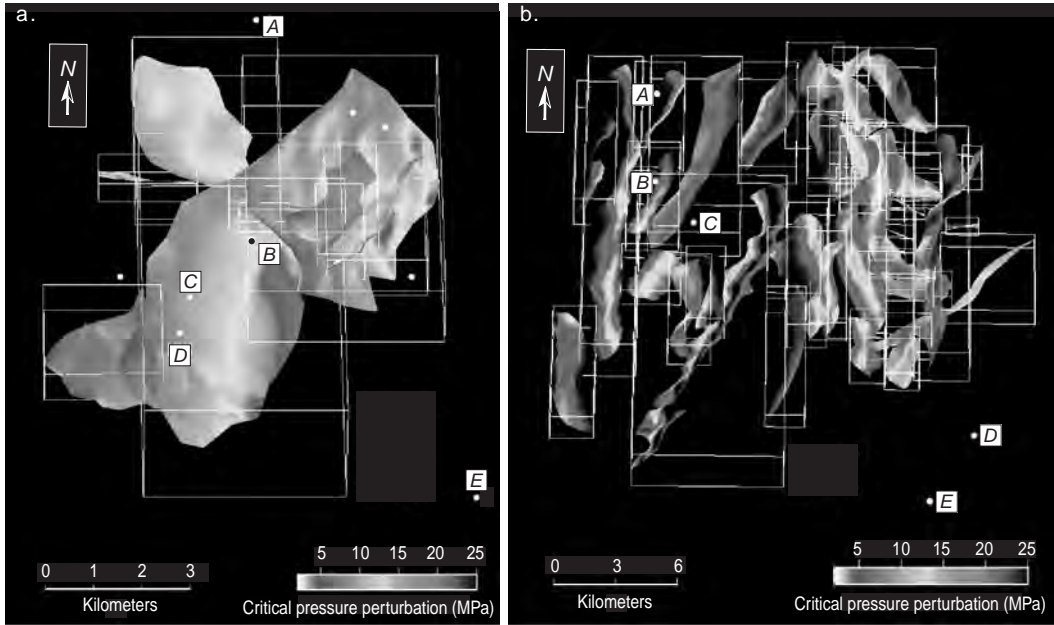 a.
A
N
B
C
D
E
5 10 15 20 25
0 1 2 3
Kilometers
Critical pressure perturbation (MPa)
b.
N
A
B
C
D
E
5 10 15 25
0 3 6
Kilometers
Critical pressure perturbation (MPa)